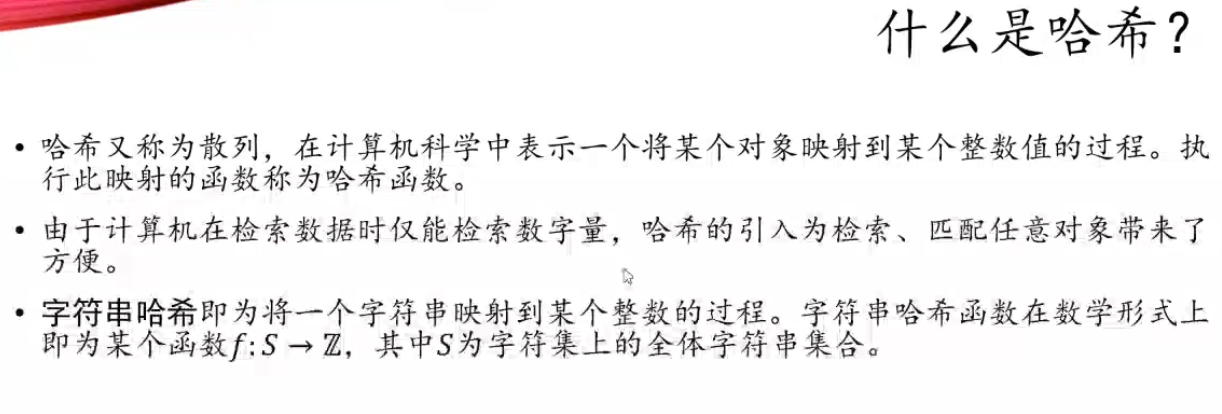 什么是哈希？
• 哈希又称为散列，在计算机科学中表示一个将某个对象映射到某个整数值的过程。执
行此映射的函数称为哈希函数。
• 由于计算机在检索数据时仅能检索数字量，哈希的引入为检索、匹配任意对象带来了
方便。
• 字符串哈希即为将一个字符串映射到某个整数的过程。字符串哈希函数在数学形式上
即为某个函数f:S→ℤ，其中S为字符集上的全体字符串集合。